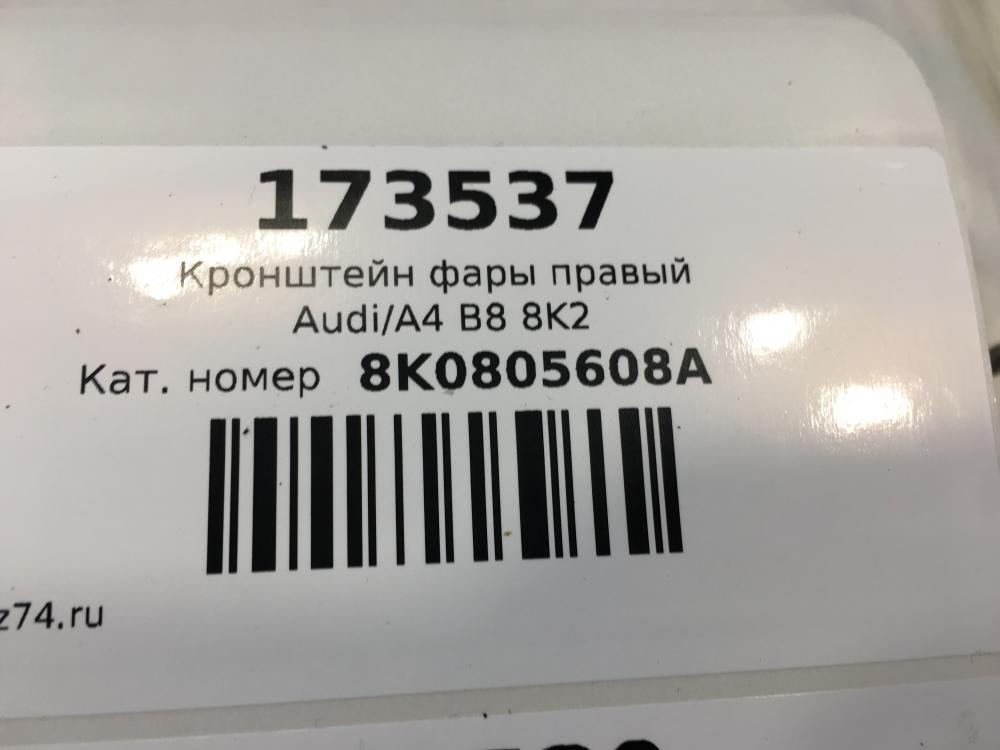 173537
Кронштейн фары правый
Audi/A4 B8 8K2
Кат. номер 8K0805608A
z74.ru